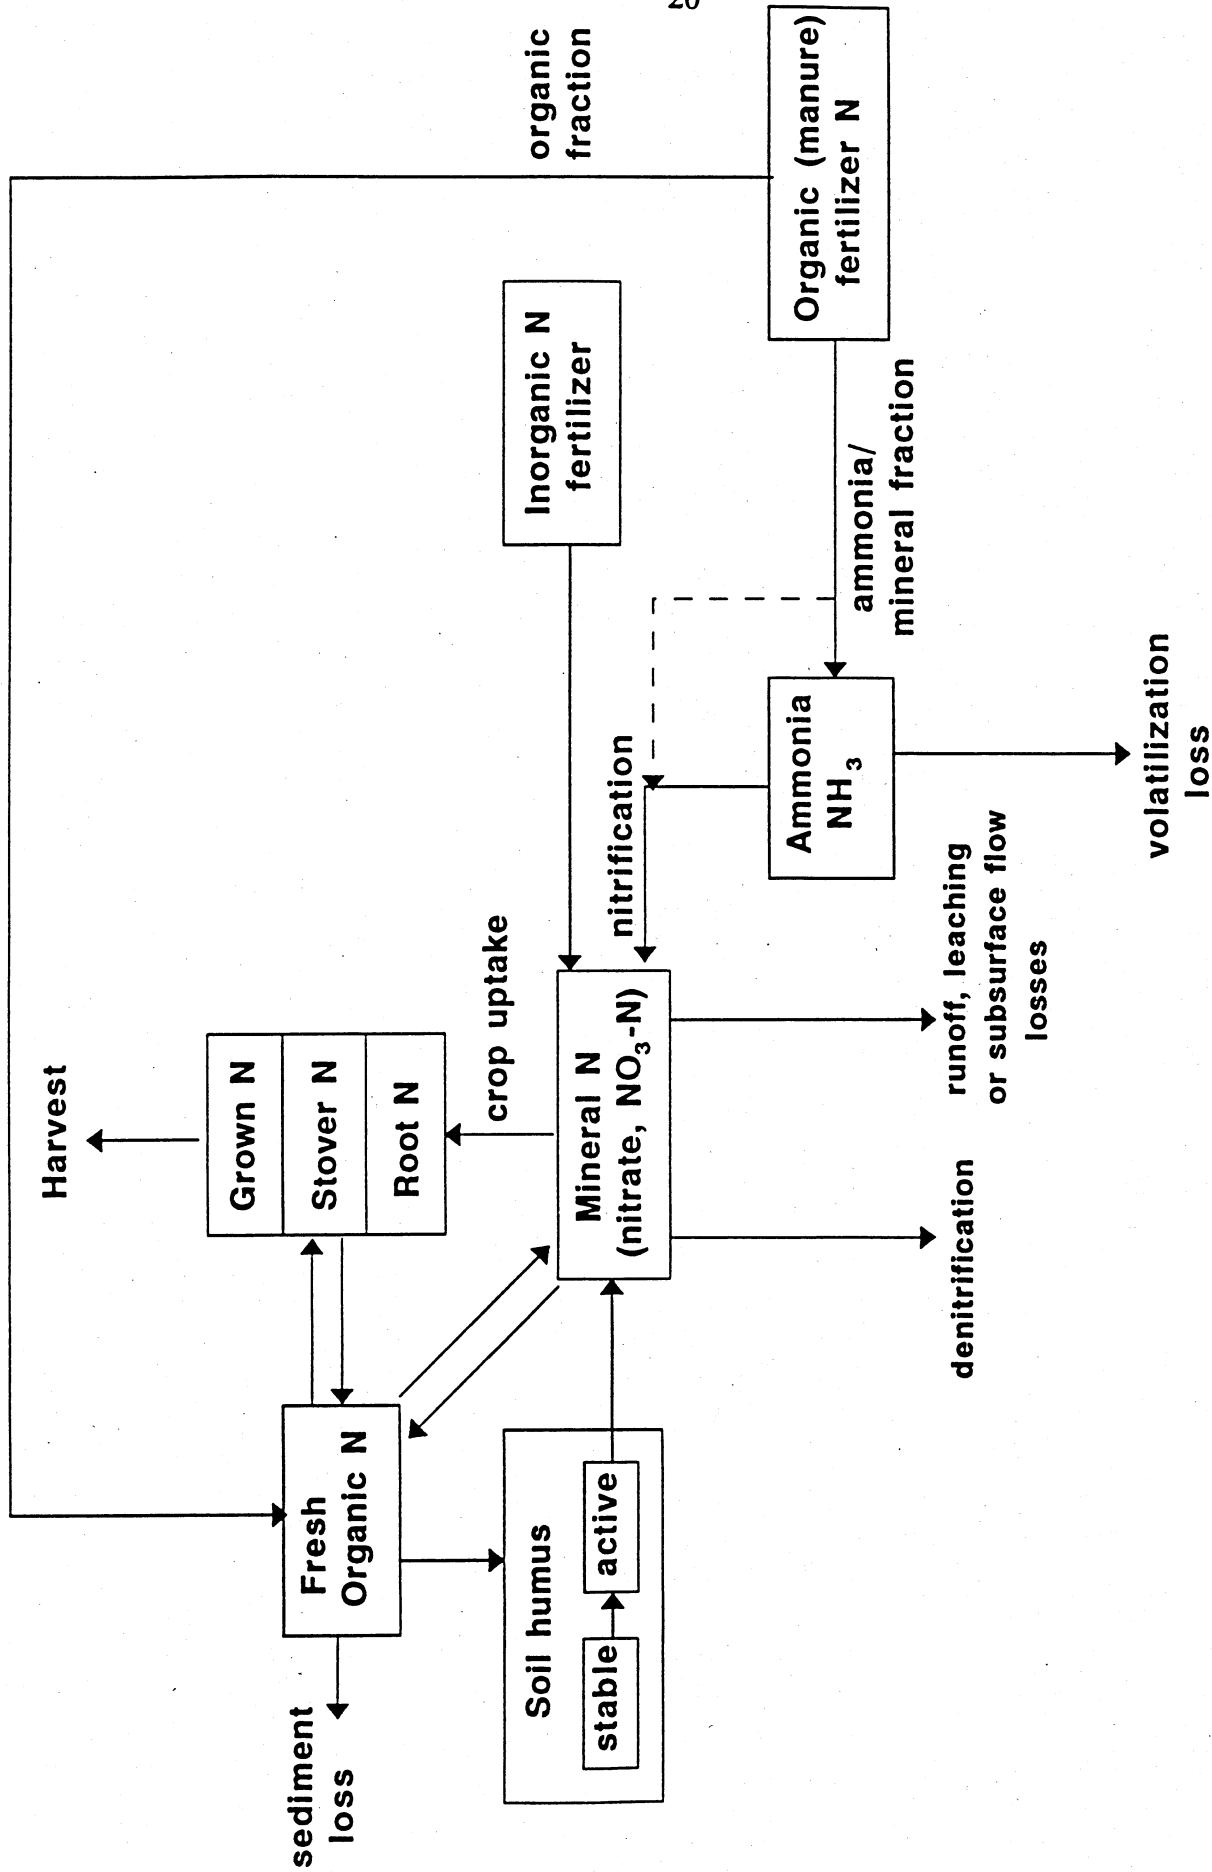 20
Harvest
sediment
loss
Fresh
Organic N
Grown N
Stover N
Root N
crop uptake
organic
fraction
Inorganic N
fertilizer
Soil humus
stable
active
Mineral N
(nitrate, NO₃-N)
nitrification
Ammonia
NH₃
ammonia/
mineral fraction
Organic (manure)
fertilizer N
denitrification
runoff, leaching
or subsurface flow
losses
volatilization
loss